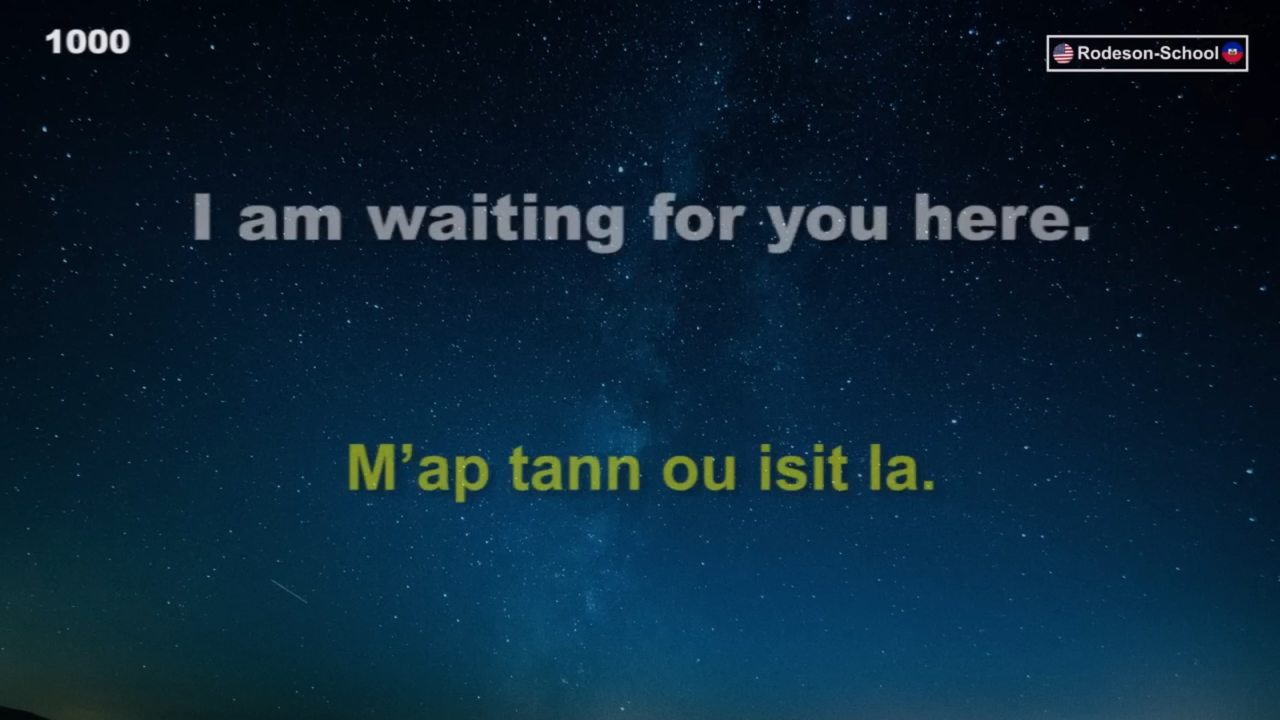 1000
Rodeson-School
I am waiting for you here.
M’ap tann ou isit la.